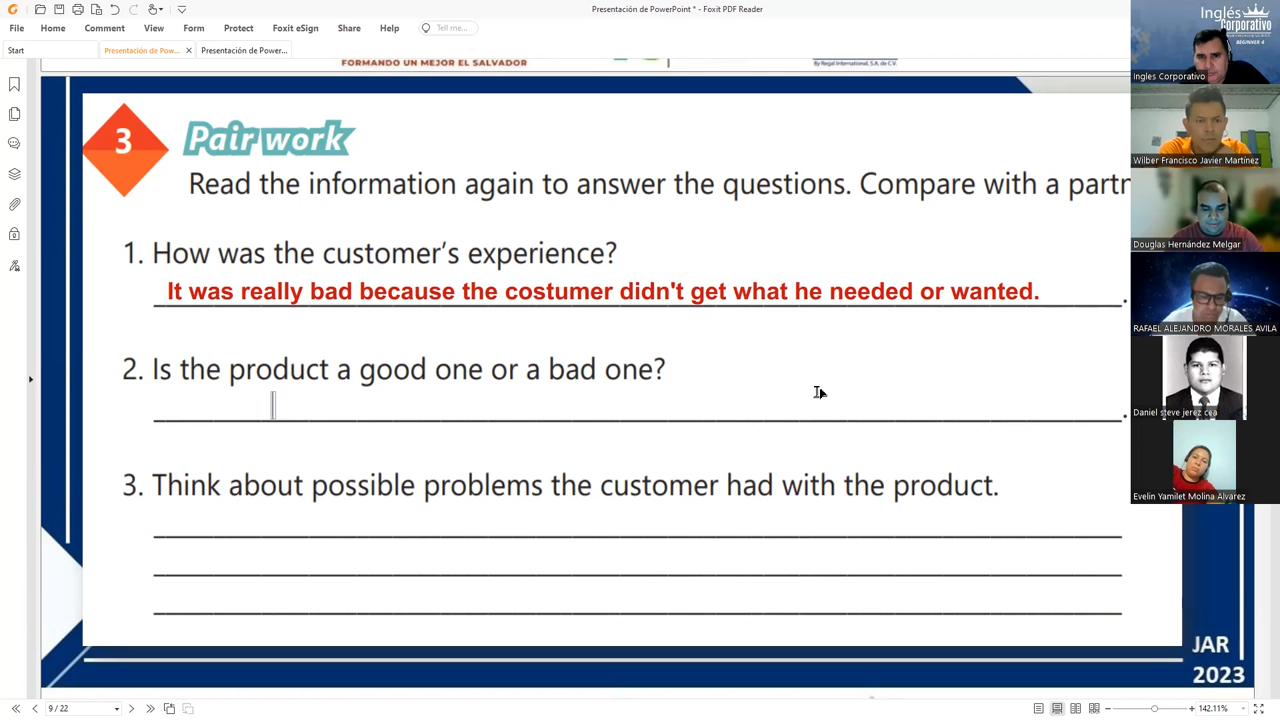 Presentación de PowerPoint * - Foxit PDF Reader
File Home Comment View Form Protect Foxit eSign Share Help Tell me...
Start Presentación de Pow... Presentación de Power...
FORMANDO UN MEJOR EL SALVADOR
By Regal International, S.A. de C.V.
3 Pair work
Read the information again to answer the questions. Compare with a partn
1. How was the customer's experience?
It was really bad because the costumer didn't get what he needed or wanted.
2. Is the product a good one or a bad one?
3. Think about possible problems the customer had with the product.
JAR
2023
Inglés
Corporativo
BEGINNER 4
Ingles Corporativo
Wilber Francisco Javier Martínez
Douglas Hernández Melgar
RAFAEL ALEJANDRO MORALES AVILA
Daniel steve jerez cea
Evelin Yamilet Molina Alvarez
9 / 22
142.11%